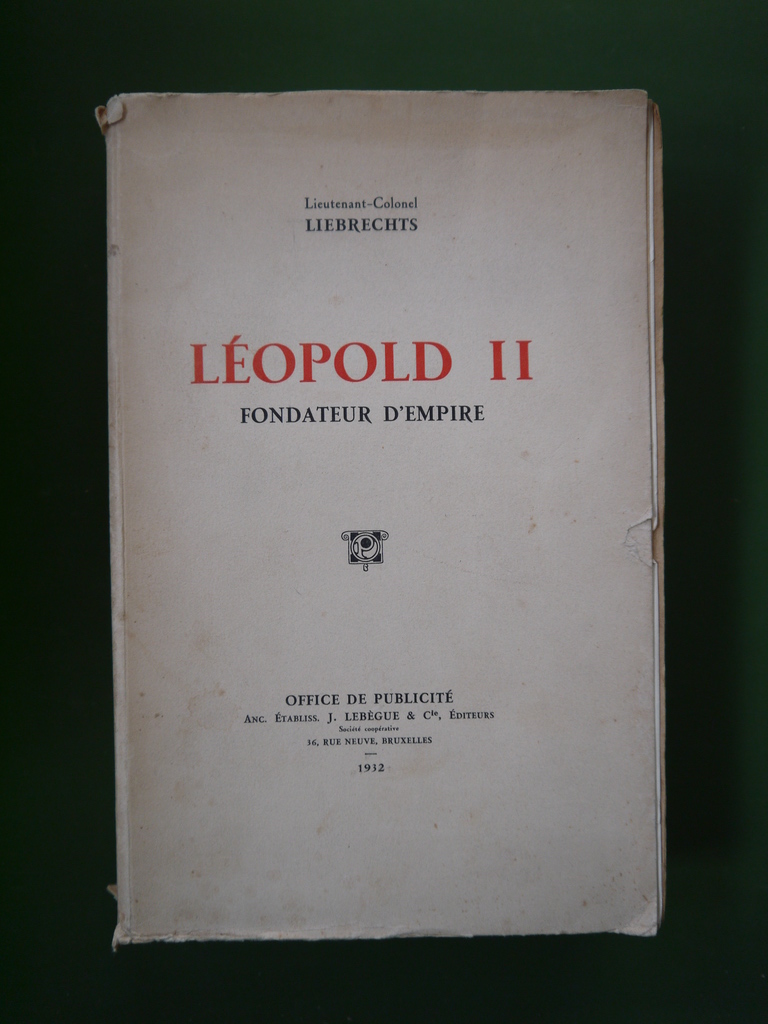 Lieutenant-Colonel
LIEBRECHTS
LÉOPOLD II
FONDATEUR D'EMPIRE
OFFICE DE PUBLICITÉ
ANC. ÉTABLISS. J. LEBÈGUE & Cie, ÉDITEURS
Société coopérative
36, RUE NEUVE, BRUXELLES
1932